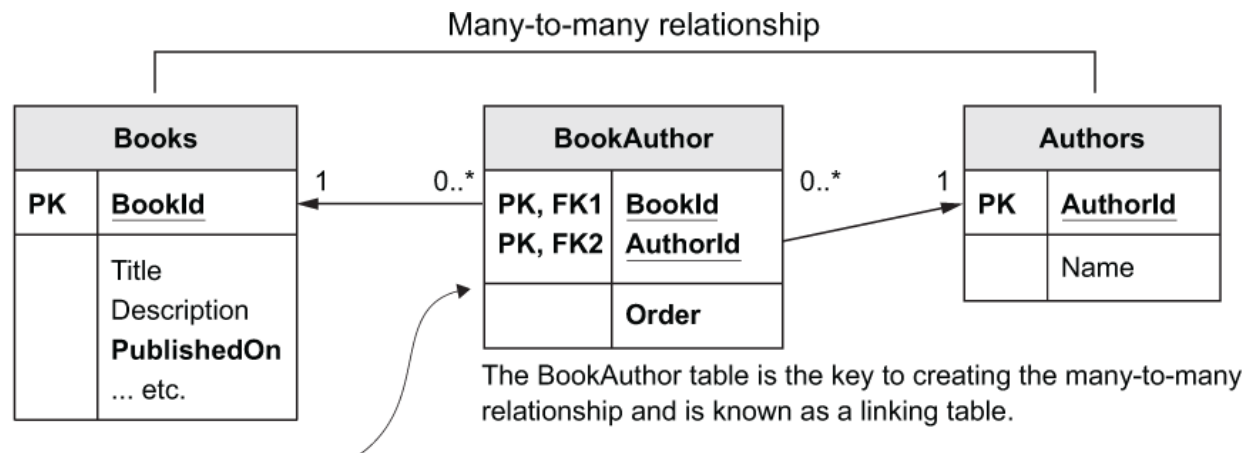 Many-to-many relationship
Books
PK BookId
Title
Description
PublishedOn
... etc.
1 0..*
BookAuthor
PK, FK1 BookId
PK, FK2 AuthorId
Order
0..* 1
Authors
PK AuthorId
Name
The BookAuthor table is the key to creating the many-to-many
relationship and is known as a linking table.